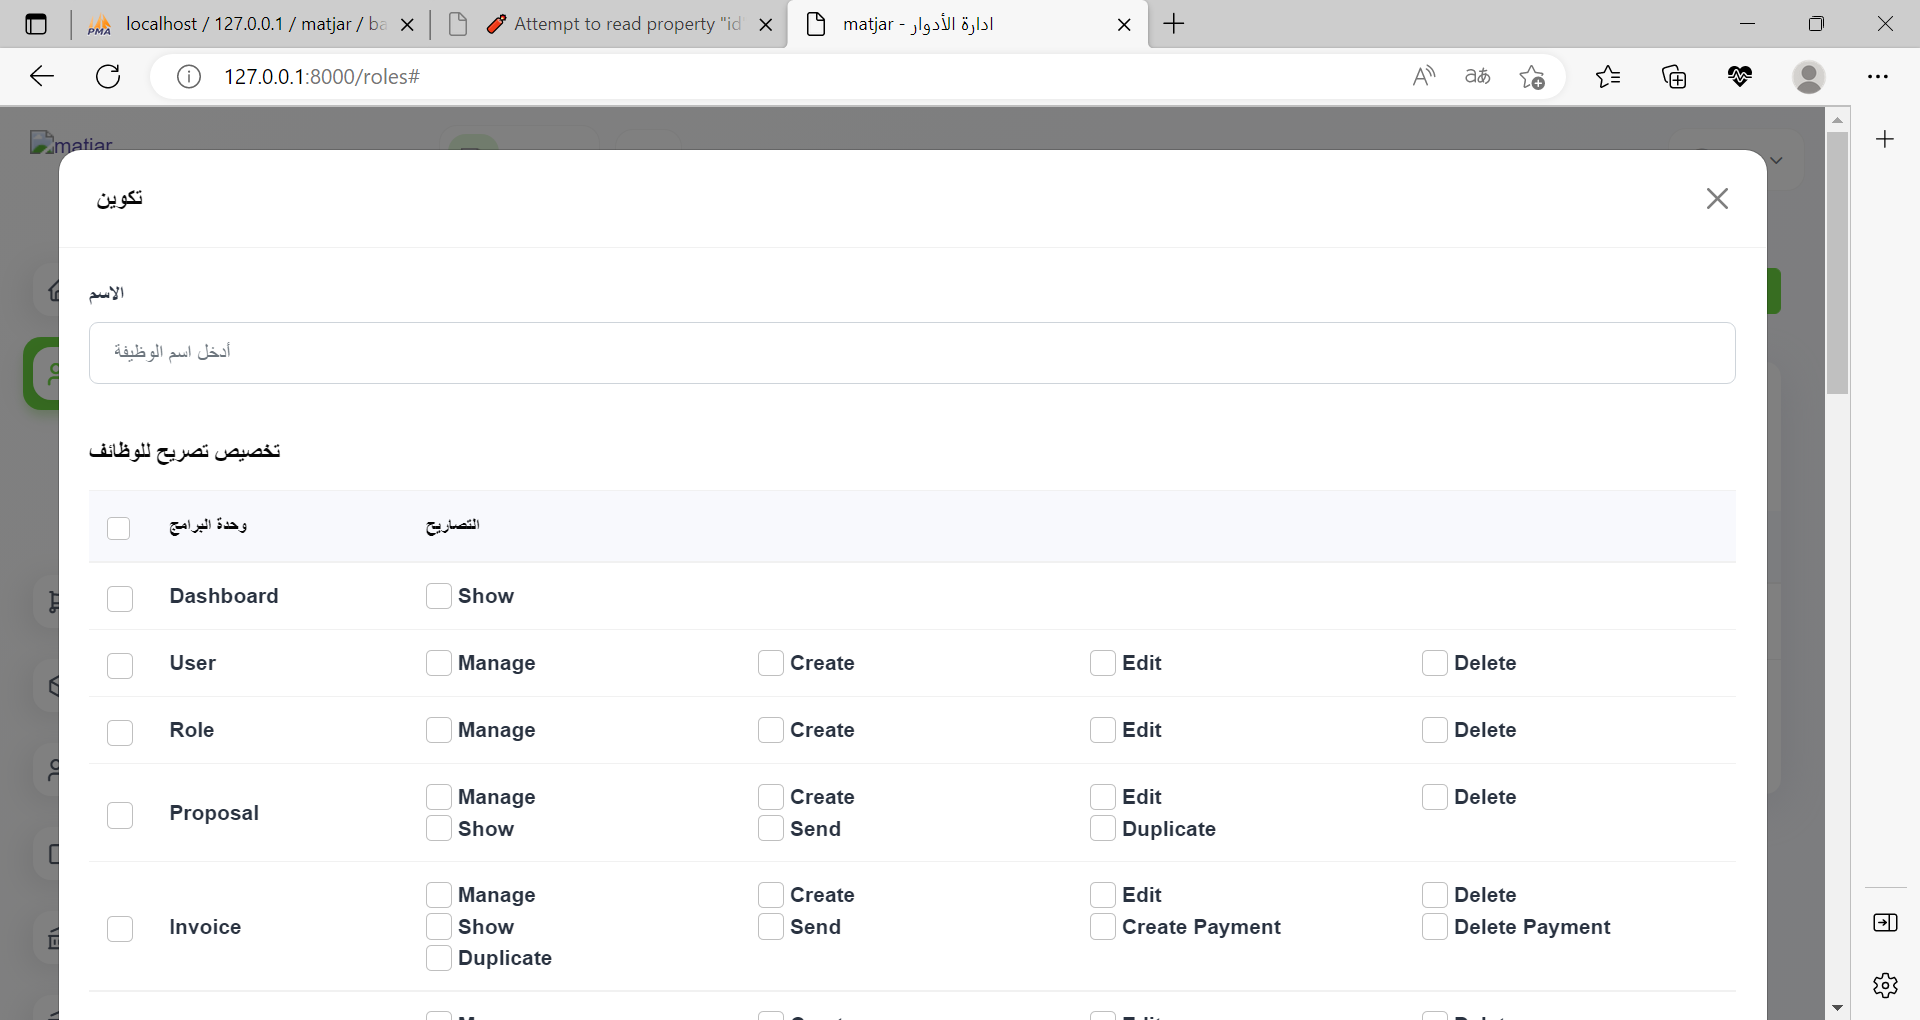 localhost / 127.0.0.1 / matjar / ba
Attempt to read property "id"
matjar - ادارة الأدوار
127.0.0.1:8000/roles#
matjar
تكوين
الاسم
أدخل اسم الوظيفة
تخصيص تصريح للوظائف
وحدة البرامج التصاريح
Dashboard Show
User Manage Create Edit Delete
Role Manage Create Edit Delete
Manage Create Edit Delete
Proposal
Show Send Duplicate
Manage Create Edit Delete
Invoice Show Send Create Payment Delete Payment
Duplicate